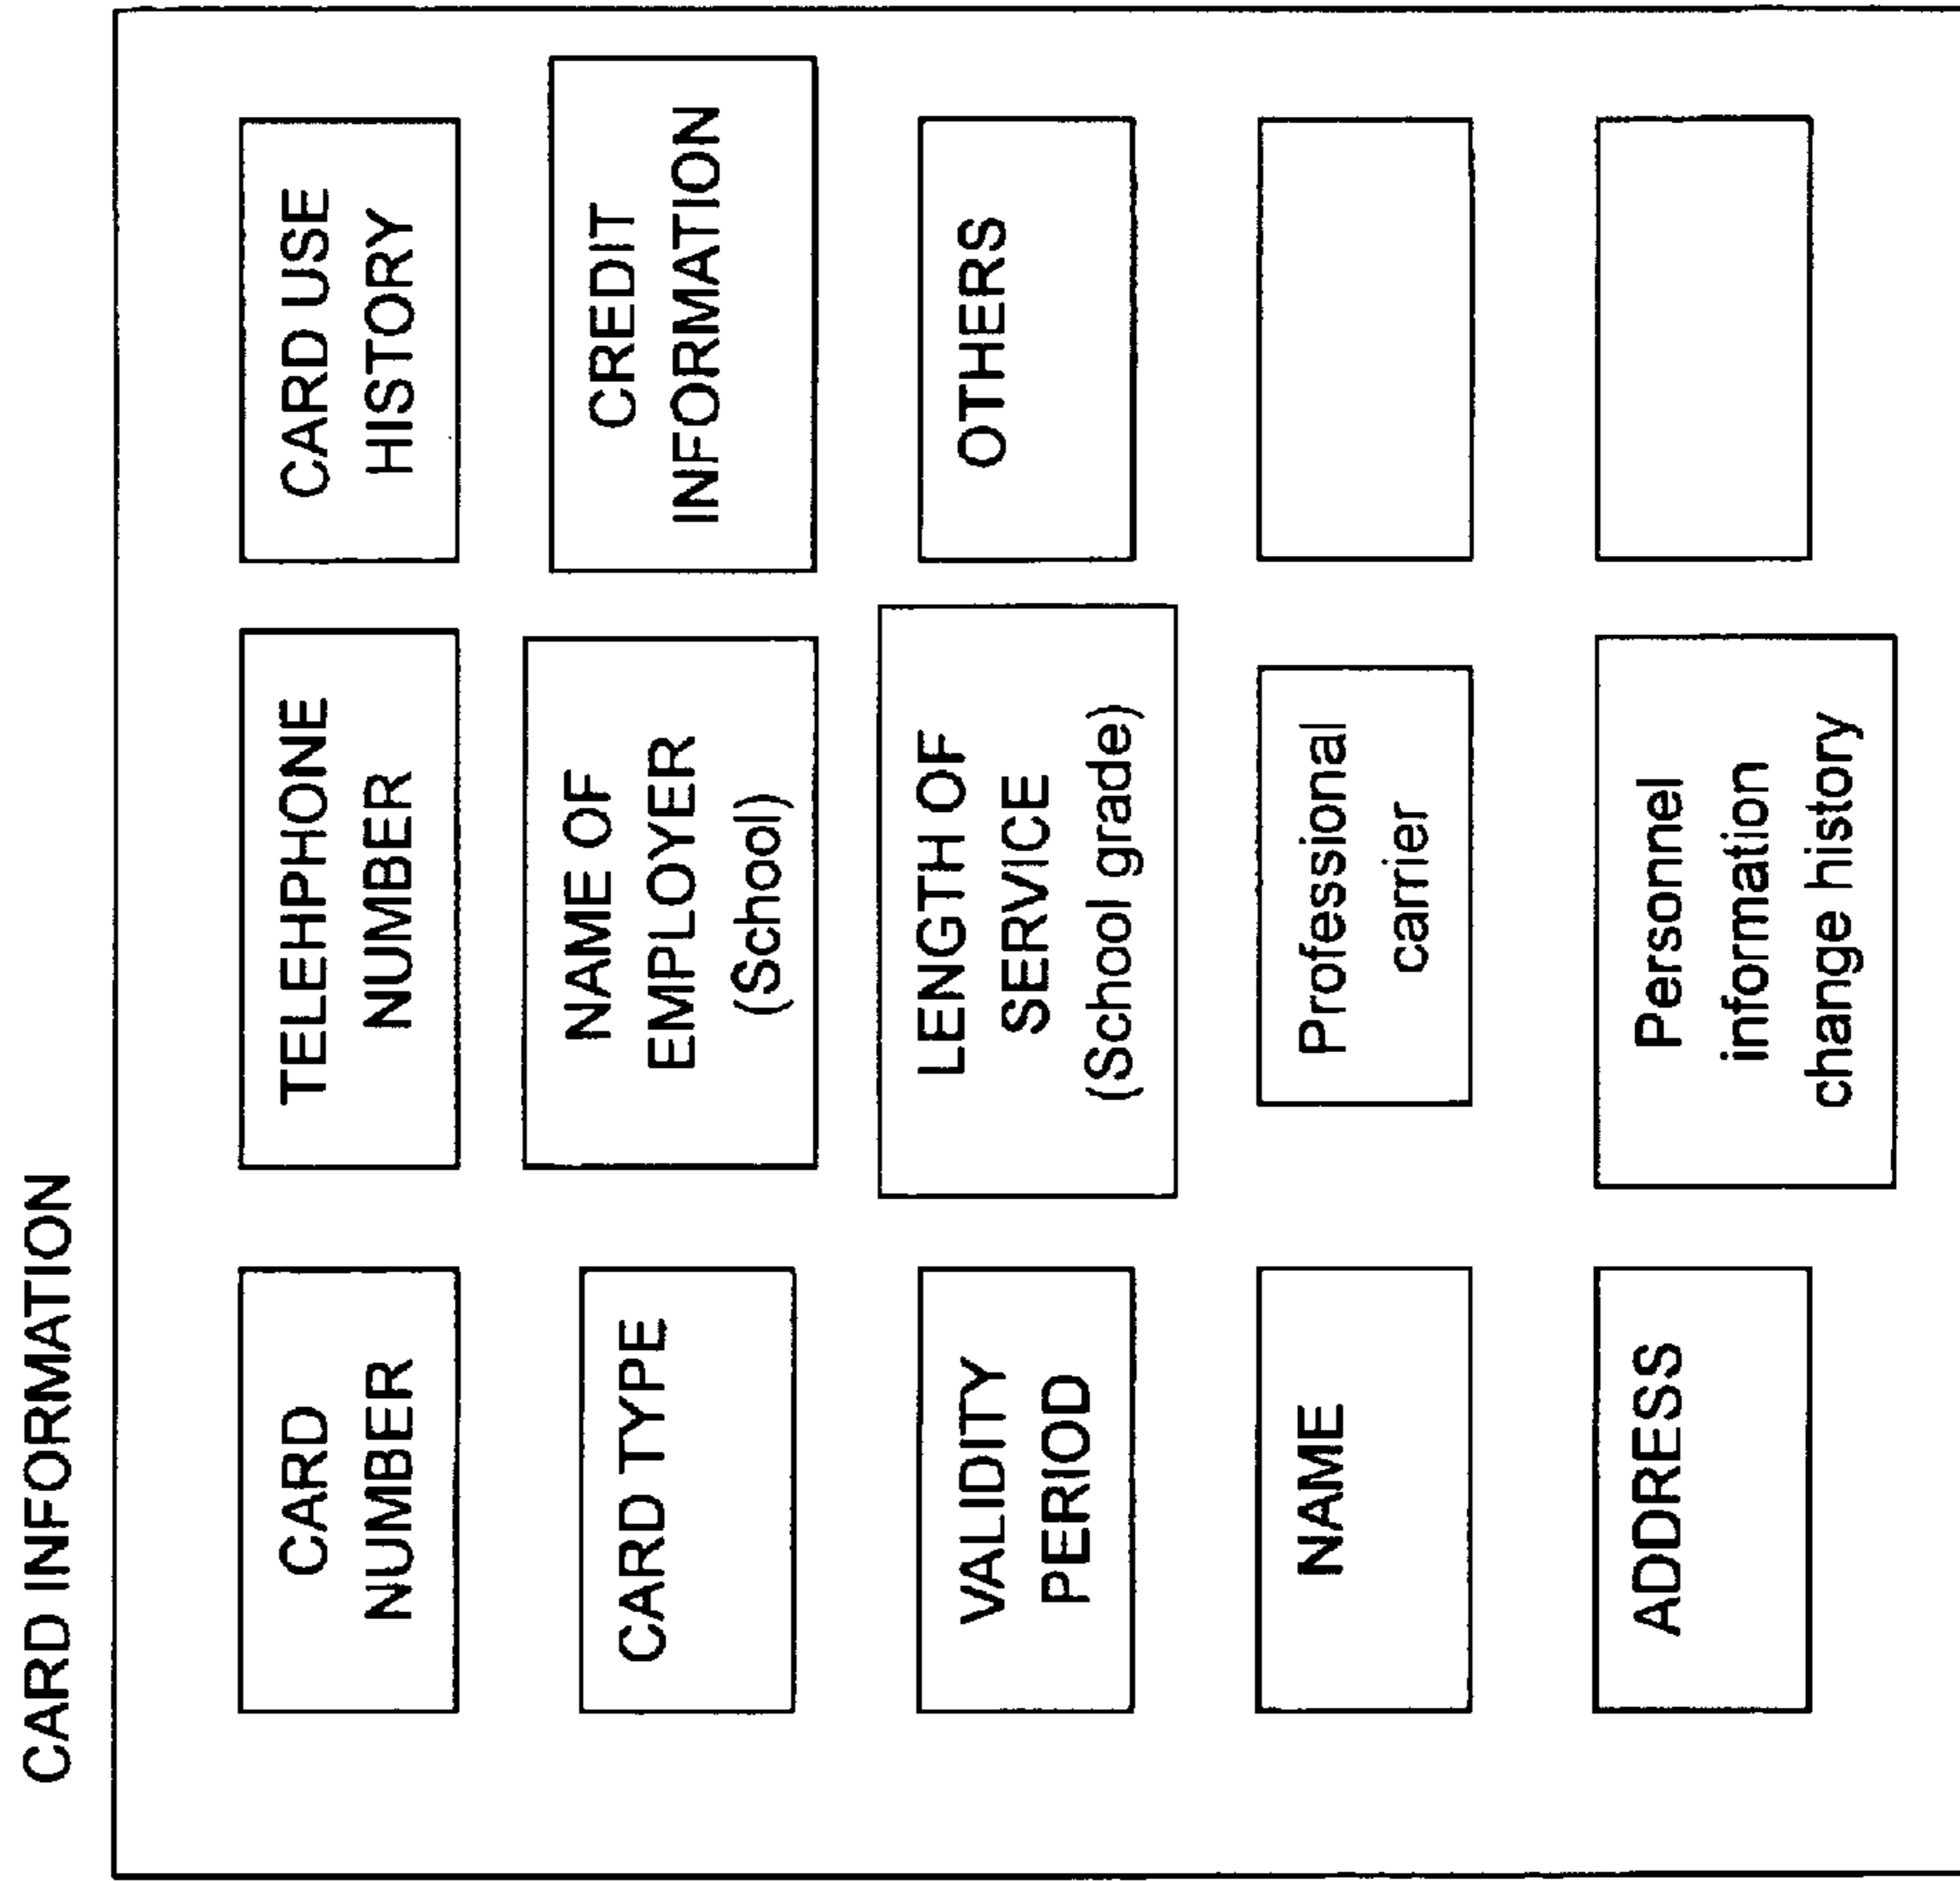 CARD INFORMATION
CARD
NUMBER
CARD TYPE
VALIDITY
PERIOD
NAME
ADDRESS
TELEHPHONE
NUMBER
NAME OF
EMPLOYER
(School)
LENGTH OF
SERVICE
(School grade)
Professional
carrier
Personnel
information
change history
CARD USE
HISTORY
CREDIT
INFORMATION
OTHERS